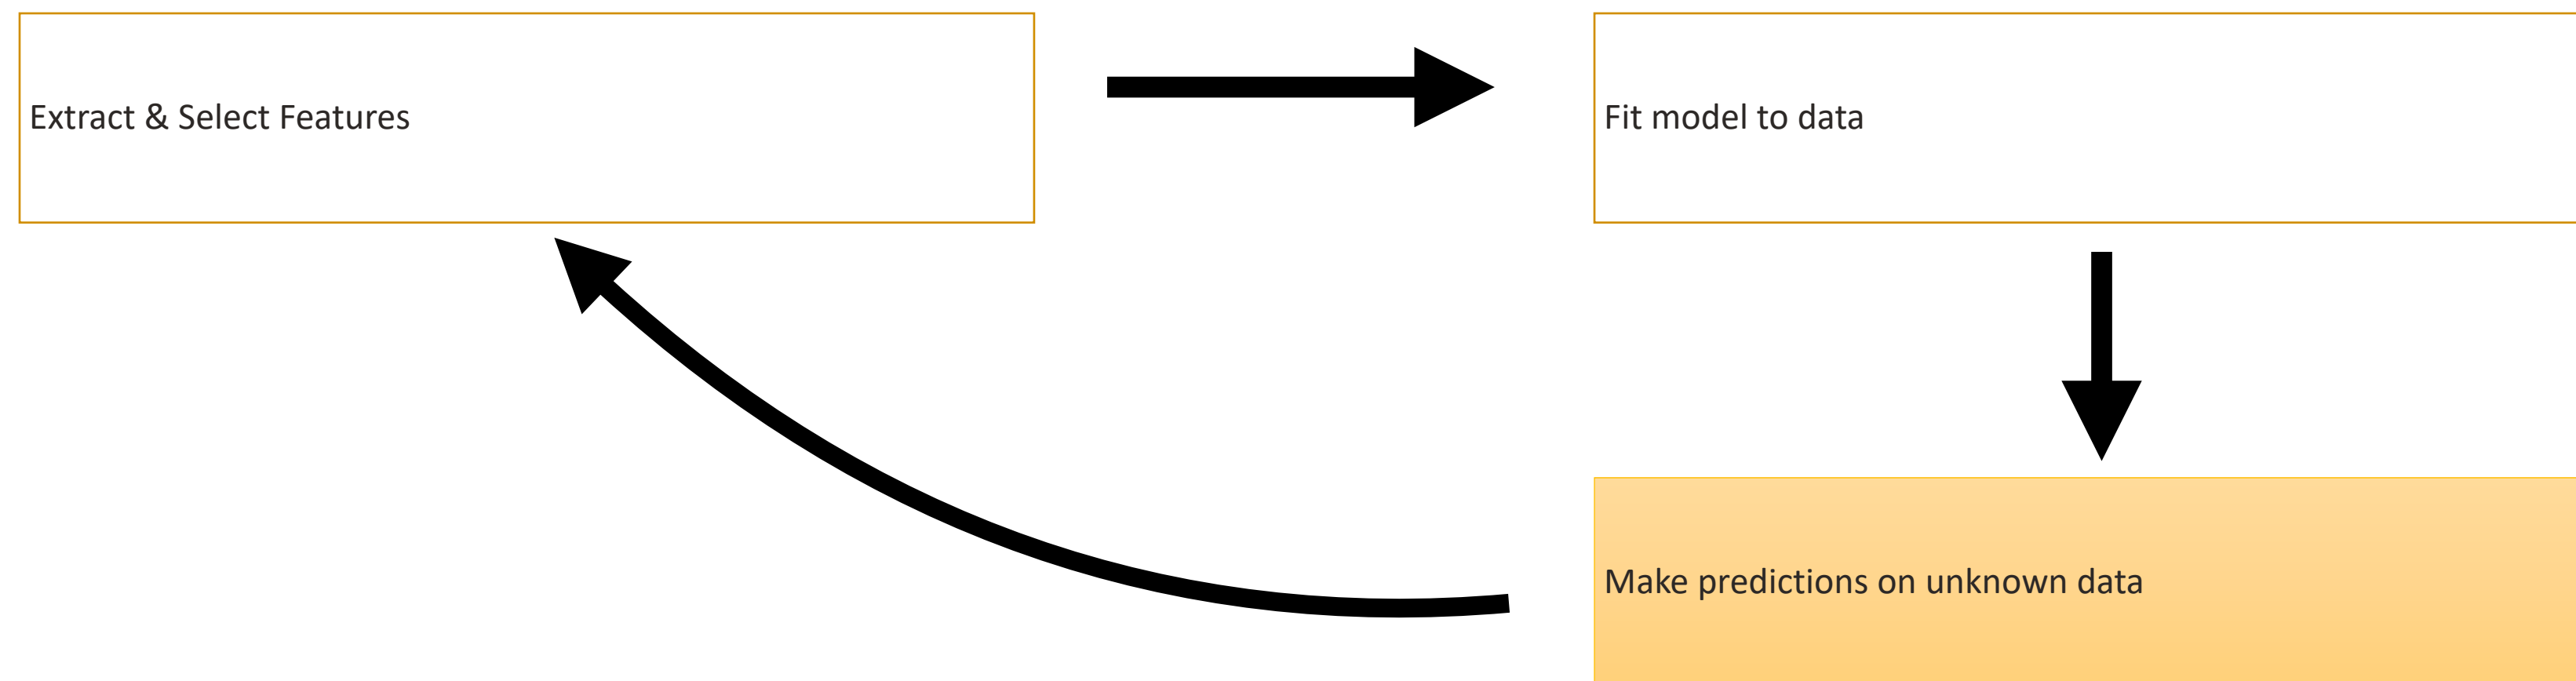 Extract & Select Features
Fit model to data
Make predictions on unknown data